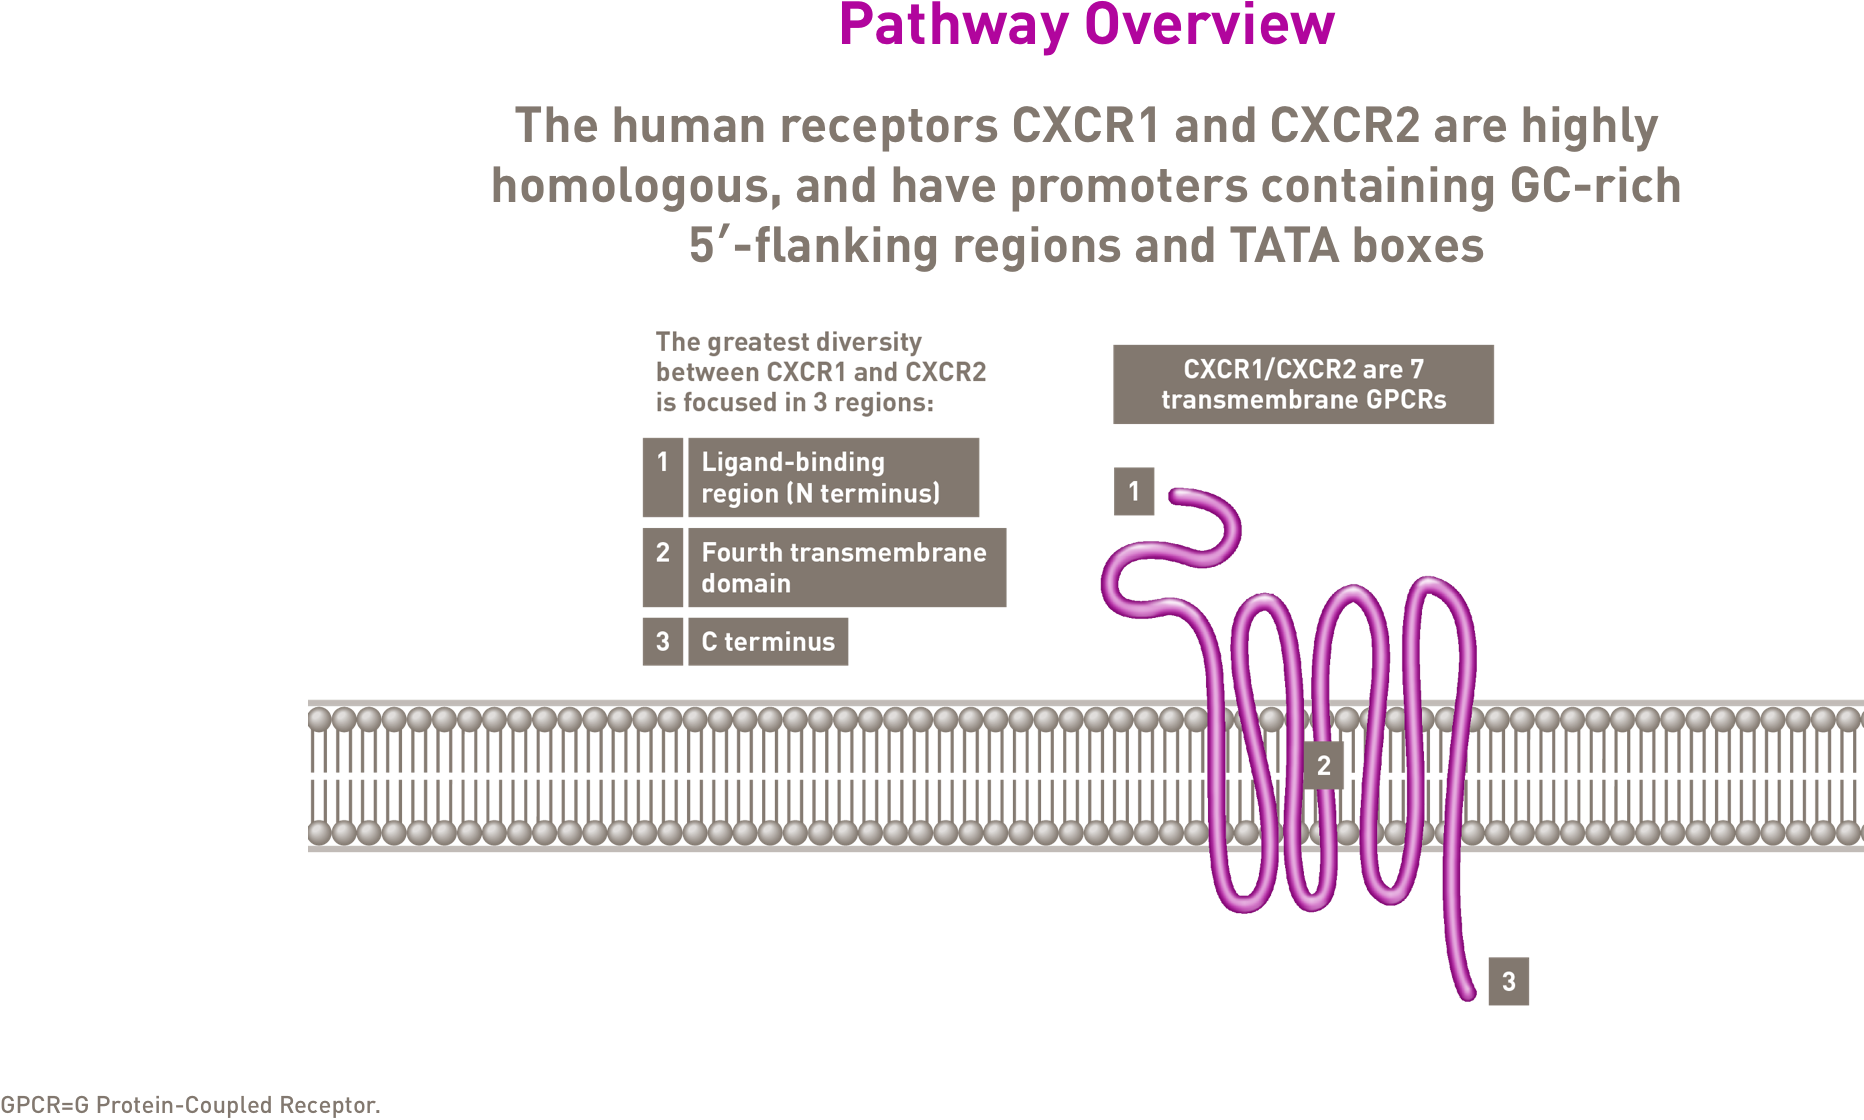 Pathway Overview
The human receptors CXCR1 and CXCR2 are highly
homologous, and have promoters containing GC-rich
5′-flanking regions and TATA boxes
The greatest diversity
between CXCR1 and CXCR2
is focused in 3 regions:
1 Ligand-binding
region (N terminus)
2 Fourth transmembrane
domain
3 C terminus
CXCR1/CXCR2 are 7
transmembrane GPCRs
1
2
3
GPCR=G Protein-Coupled Receptor.